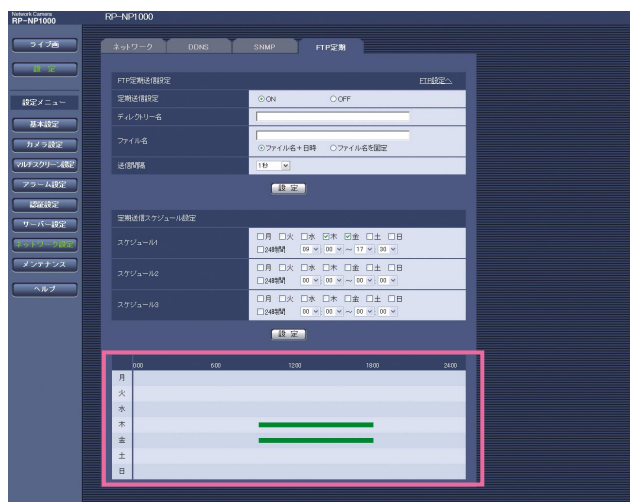 Network Camera
RP-NP1000
RP-NP1000
ライブ画
設 定
設定メニュー
基本設定
カメラ設定
マルチスクリーン設定
アラーム設定
認証設定
サーバー設定
ネットワーク設定
メンテナンス
ヘルプ
ネットワーク DDNS SNMP FTP定期
FTP定期送信設定 FTP設定へ
定期送信設定 ON OFF
ディレクトリー名
ファイル名
ファイル名+日時 ファイル名を固定
送信間隔 1秒
設 定
定期送信スケジュール設定
スケジュール1 月 火 水 木 金 土 日
24時間 09 00 ～ 17 30
スケジュール2 月 火 水 木 金 土 日
24時間 00 00 ～ 00 00
スケジュール3 月 火 水 木 金 土 日
24時間 00 00 ～ 00 00
設 定
0:00 6:00 12:00 18:00 24:00
月
火
水
木
金
土
日